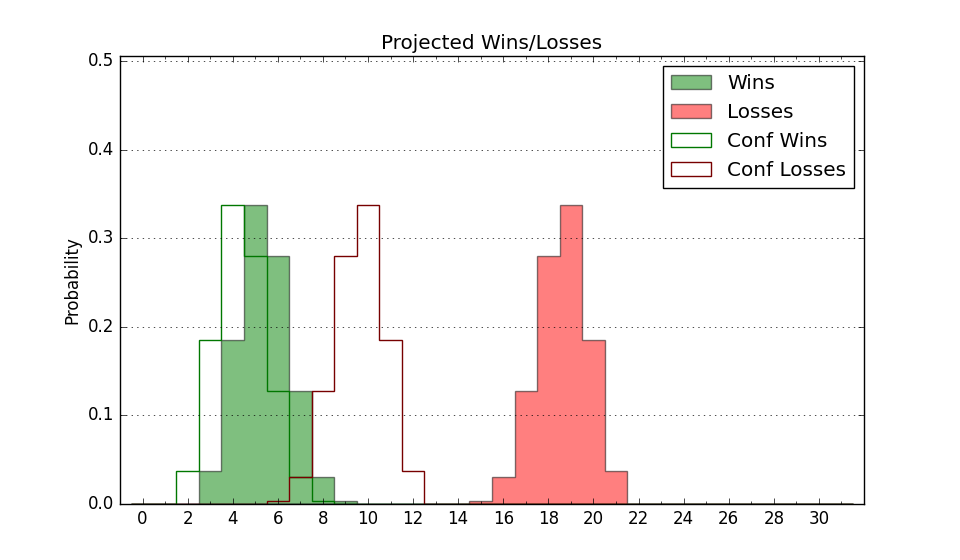 Projected Wins/Losses
0.5
0.4
0.3
0.2
0.1
0.0
Probability
Wins
Losses
Conf Wins
Conf Losses
0 2 4 6 8 10 12 14 16 18 20 22 24 26 28 30